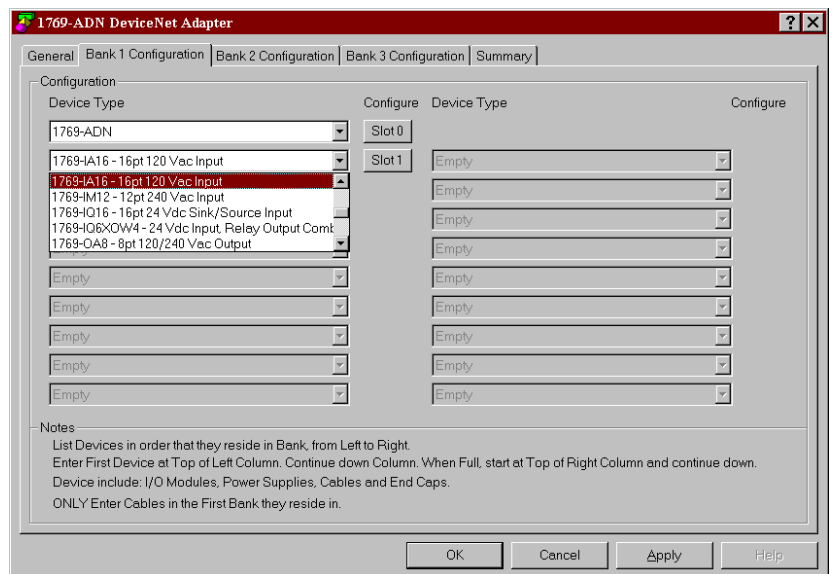 1769-ADN DeviceNet Adapter
General Bank 1 Configuration Bank 2 Configuration Bank 3 Configuration Summary
Configuration
Device Type Configure Device Type Configure
1769-ADN Slot 0
1769-IA16 - 16pt 120 Vac Input Slot 1 Empty
1769-IA16 - 16pt 120 Vac Input
1769-IM12 - 12pt 240 Vac Input Empty
1769-IQ16 - 16pt 24 Vdc Sink/Source Input
1769-IQ6XOW4 - 24 Vdc Input, Relay Output Comb Empty
1769-OA8 - 8pt 120/240 Vac Output
Empty Empty
Empty Empty
Empty Empty
Empty Empty
Empty Empty
Empty Empty
Notes
List Devices in order that they reside in Bank, from Left to Right.
Enter First Device at Top of Left Column. Continue down Column. When Full, start at Top of Right Column and continue down.
Device include: I/O Modules, Power Supplies, Cables and End Caps.
ONLY Enter Cables in the First Bank they reside in.
OK Cancel Apply Help